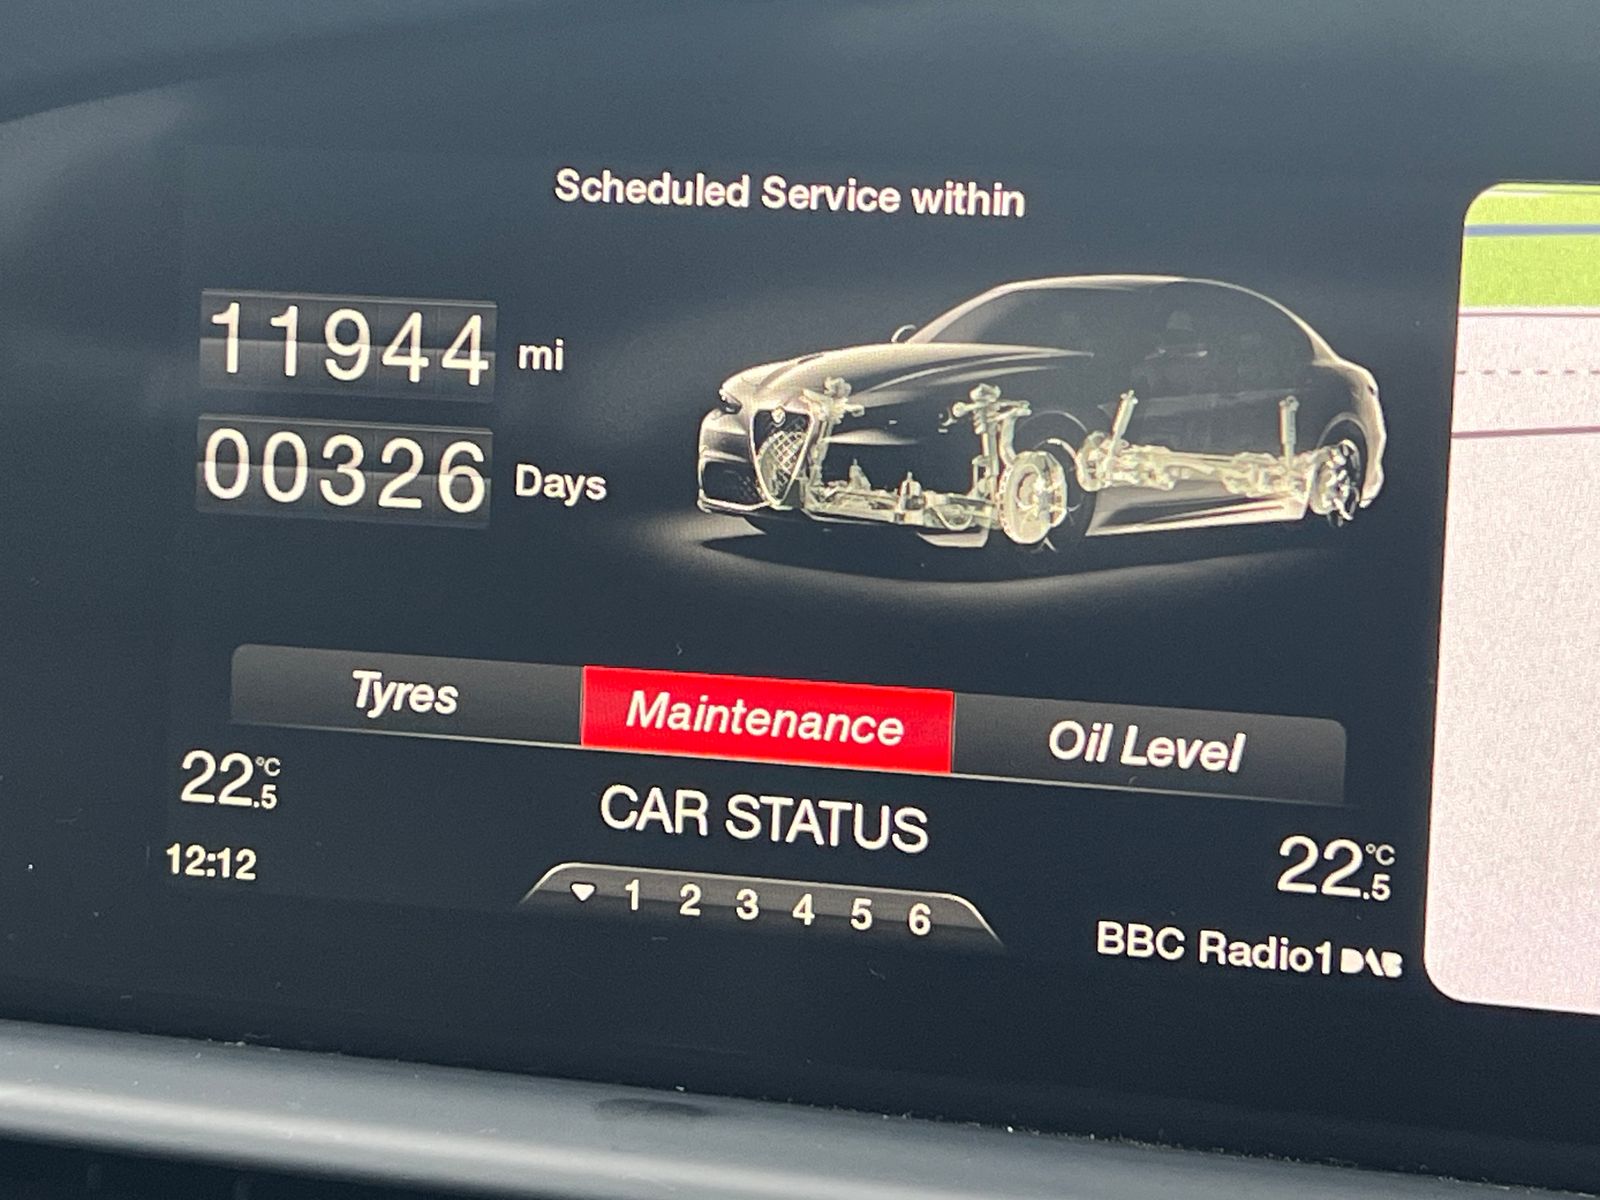 Scheduled Service within
11944 mi
00326 Days
Tyres Maintenance Oil Level
22.5 °C
CAR STATUS
22.5 °C
12:12
1 2 3 4 5 6
BBC Radio1 DAB